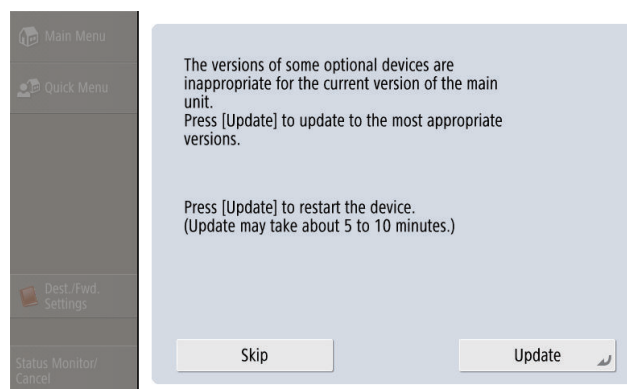 Main Menu
Quick Menu
The versions of some optional devices are
inappropriate for the current version of the main
unit.
Press [Update] to update to the most appropriate
versions.
Press [Update] to restart the device.
(Update may take about 5 to 10 minutes.)
Dest./Fwd.
Settings
Skip
Update
Status Monitor/
Cancel